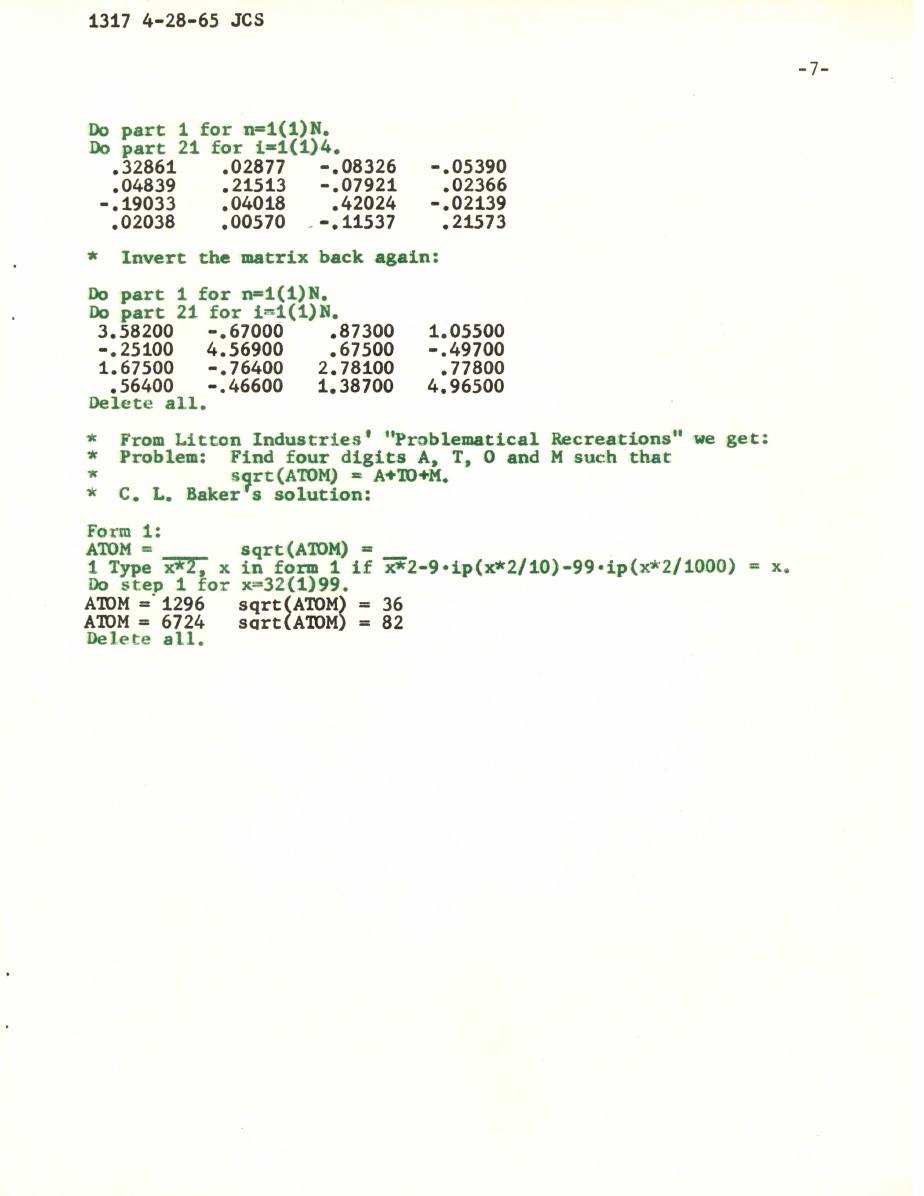 1317 4-28-65 JCS
-7-
Do part 1 for n=1(1)N.
Do part 21 for i=1(1)4.
.32861 .02877 -.08326 -.05390
.04839 .21513 -.07921 .02366
-.19033 .04018 .42024 -.02139
.02038 .00570 -.11537 .21573
* Invert the matrix back again:
Do part 1 for n=1(1)N.
Do part 21 for i=1(1)N.
3.58200 -.67000 .87300 1.05500
-.25100 4.56900 .67500 -.49700
1.67500 -.76400 2.78100 .77800
.56400 -.46600 1.38700 4.96500
Delete all.
* From Litton Industries' "Problematical Recreations" we get:
* Problem: Find four digits A, T, O and M such that
* sqrt(ATOM) = A+TO+M.
* C. L. Baker's solution:
Form 1:
ATOM = ____ sqrt(ATOM) = __
1 Type x*2, x in form 1 if x*2-9·ip(x*2/10)-99·ip(x*2/1000) = x.
Do step 1 for x=32(1)99.
ATOM = 1296 sqrt(ATOM) = 36
ATOM = 6724 sqrt(ATOM) = 82
Delete all.